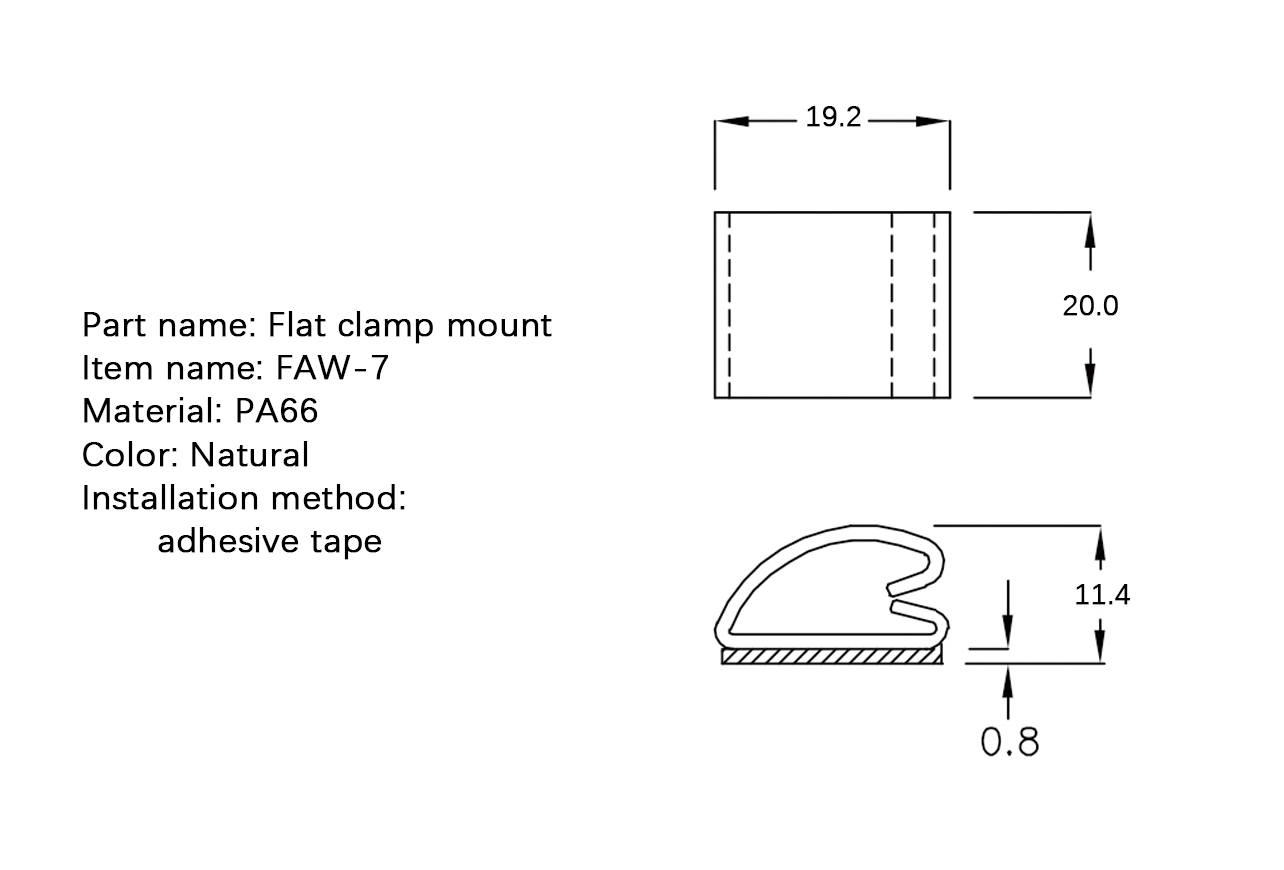 19.2
20.0
Part name: Flat clamp mount
Item name: FAW-7
Material: PA66
Color: Natural
Installation method:
adhesive tape
11.4
0.8